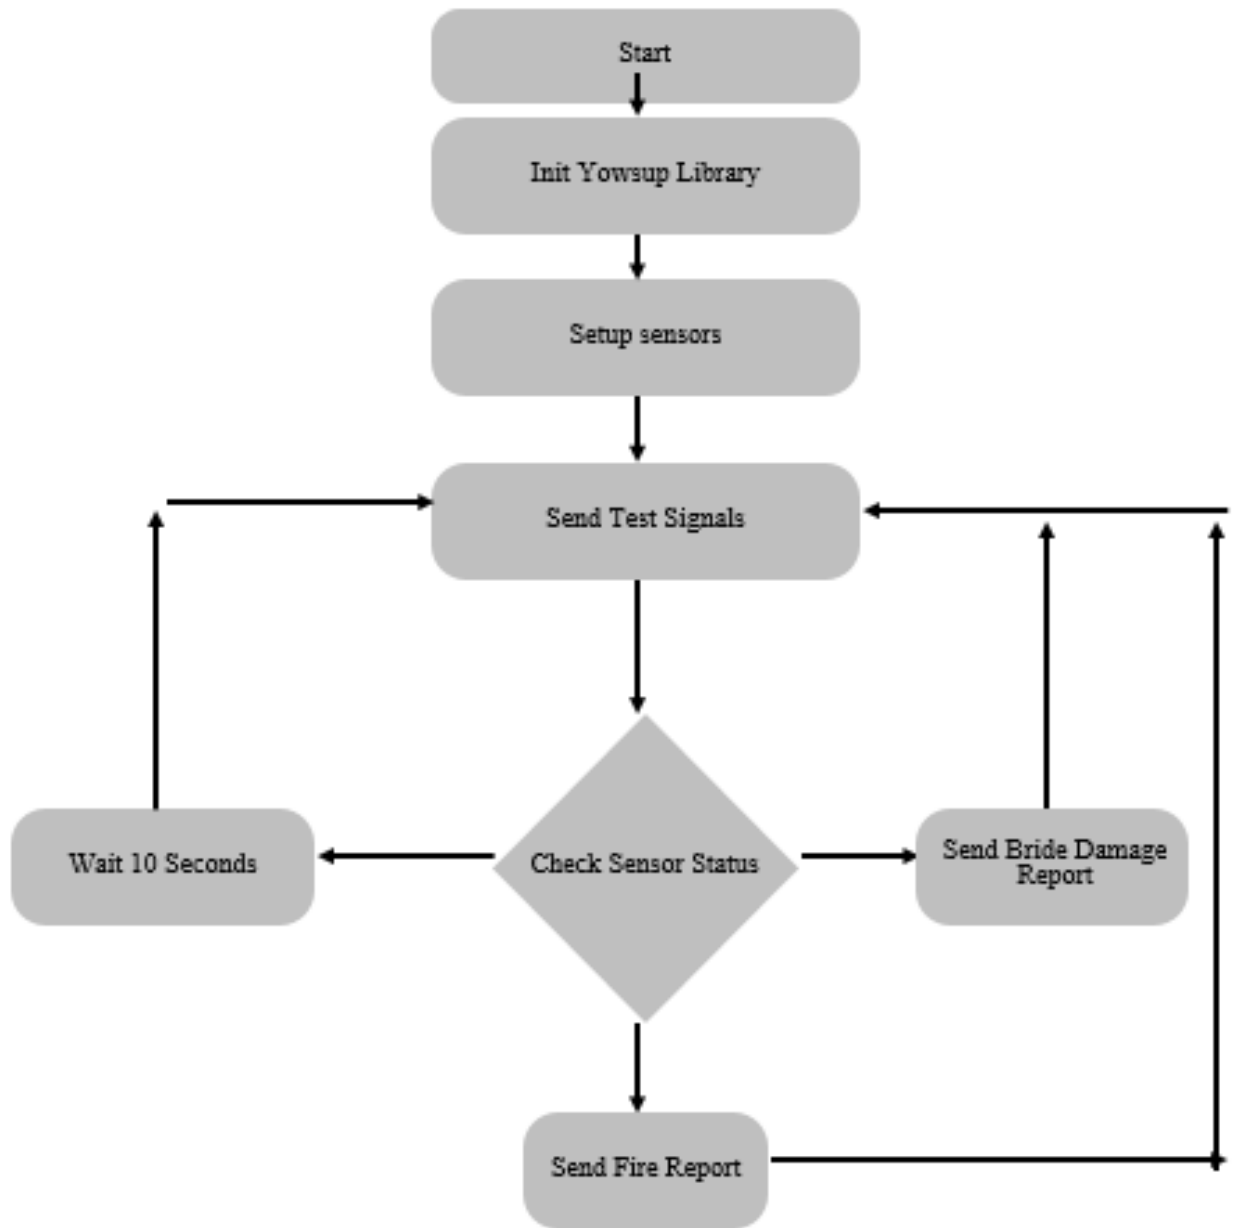 Start
Init Yowsup Library
Setup sensors
Send Test Signals
Wait 10 Seconds
Check Sensor Status
Send Bride Damage
Report
Send Fire Report